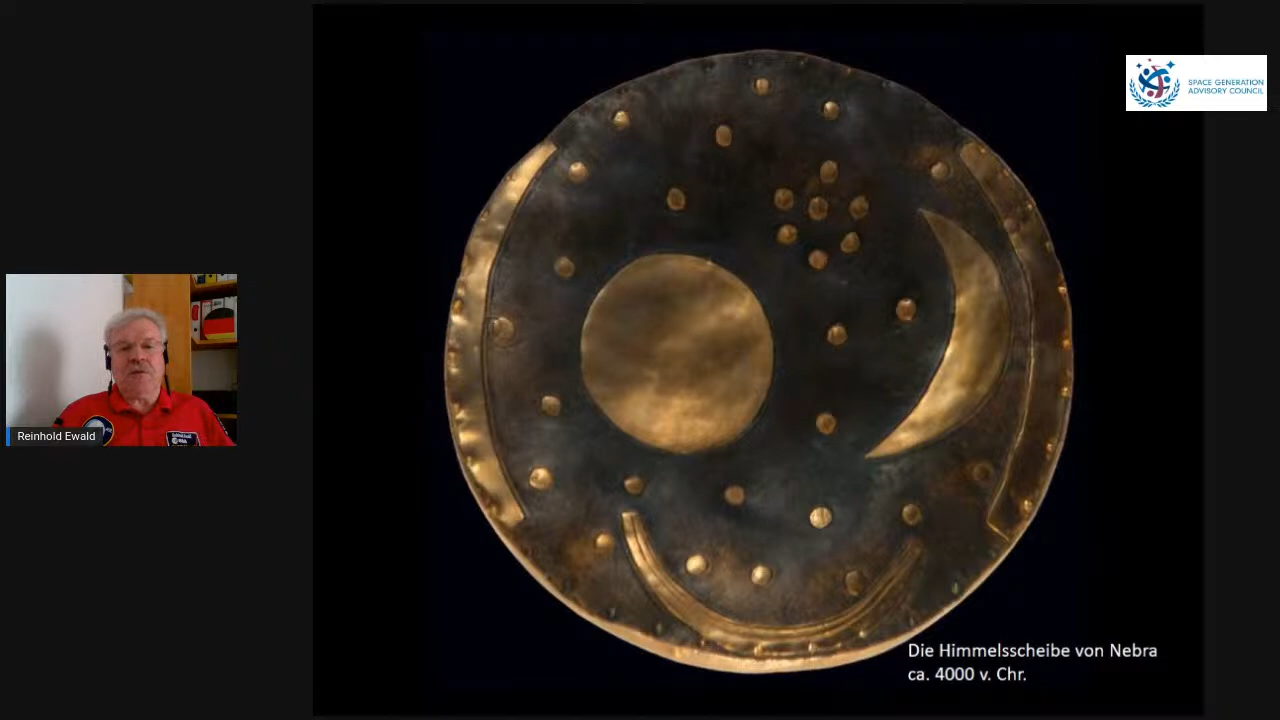 SPACE GENERATION
ADVISORY COUNCIL
Reinhold Ewald
Die Himmelsscheibe von Nebra
ca. 4000 v. Chr.